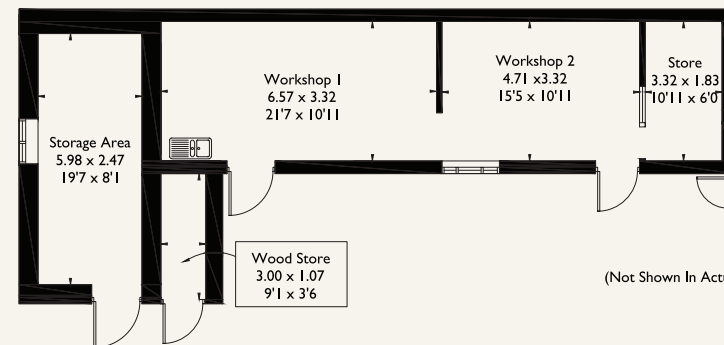 Workshop 1
6.57 x 3.32
21'7 x 10'11
Workshop 2
4.71 x3.32
15'5 x 10'11
Store
3.32 x 1.83
10'11 x 6'0
Storage Area
5.98 x 2.47
19'7 x 8'1
Wood Store
3.00 x 1.07
9'1 x 3'6
(Not Shown In Actu